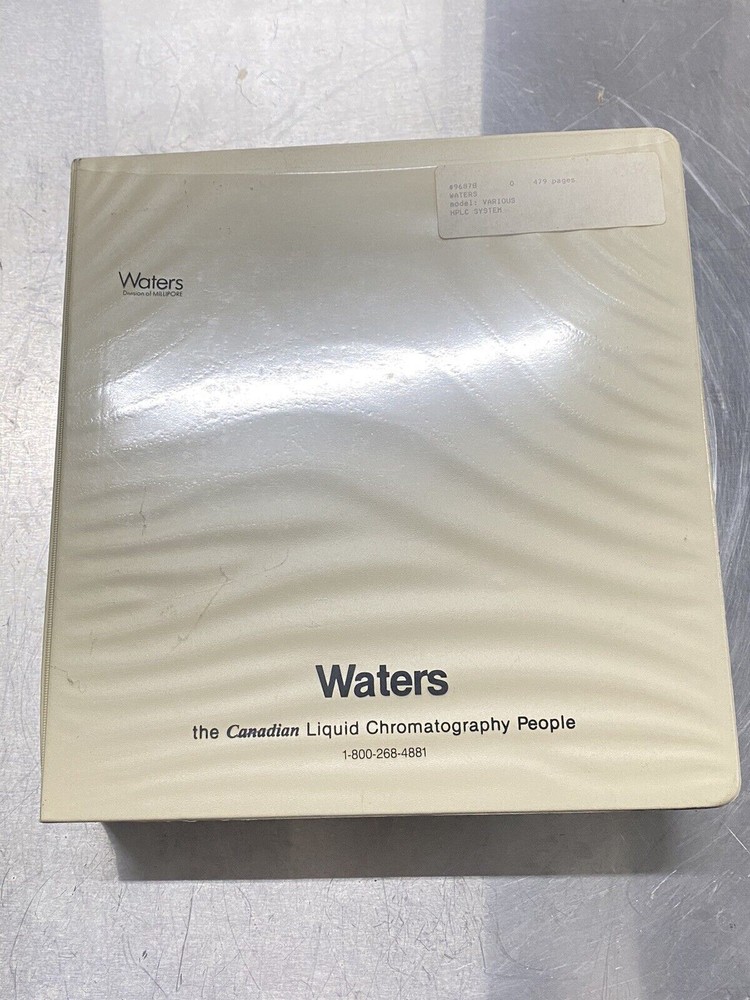 #96878 0 479 pages
WATERS
model: VARIOUS
HPLC SYSTEM
Waters
Division of MILLIPORE
Waters
the Canadian Liquid Chromatography People
1-800-268-4881